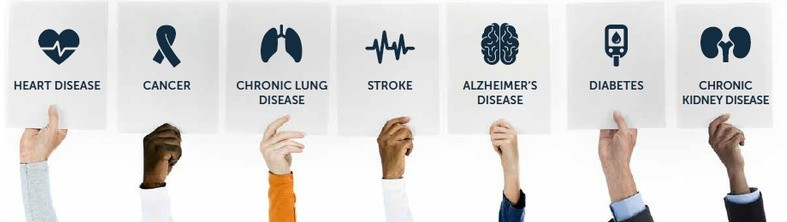 HEART DISEASE
CANCER
CHRONIC LUNG
DISEASE
STROKE
ALZHEIMER'S
DISEASE
DIABETES
CHRONIC
KIDNEY DISEASE